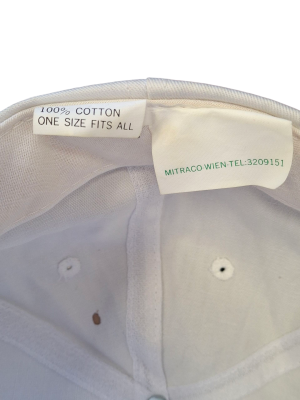 100% COTTON
ONE SIZE FITS ALL
MITRACO·WIEN·TEL:3209151